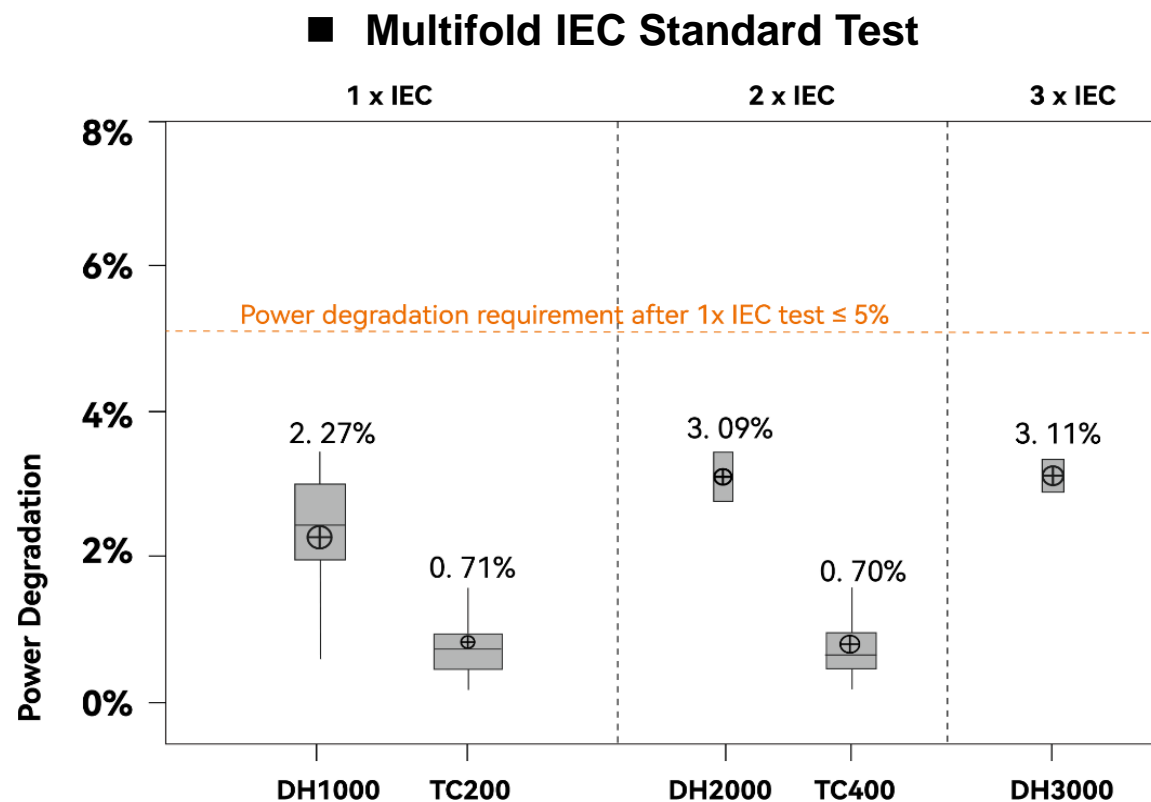 ■ Multifold IEC Standard Test
1 x IEC 2 x IEC 3 x IEC
8%
6%
Power degradation requirement after 1x IEC test ≤ 5%
4%
2. 27% 3. 09% 3. 11%
2%
0. 71% 0. 70%
0%
Power Degradation
DH1000 TC200 DH2000 TC400 DH3000